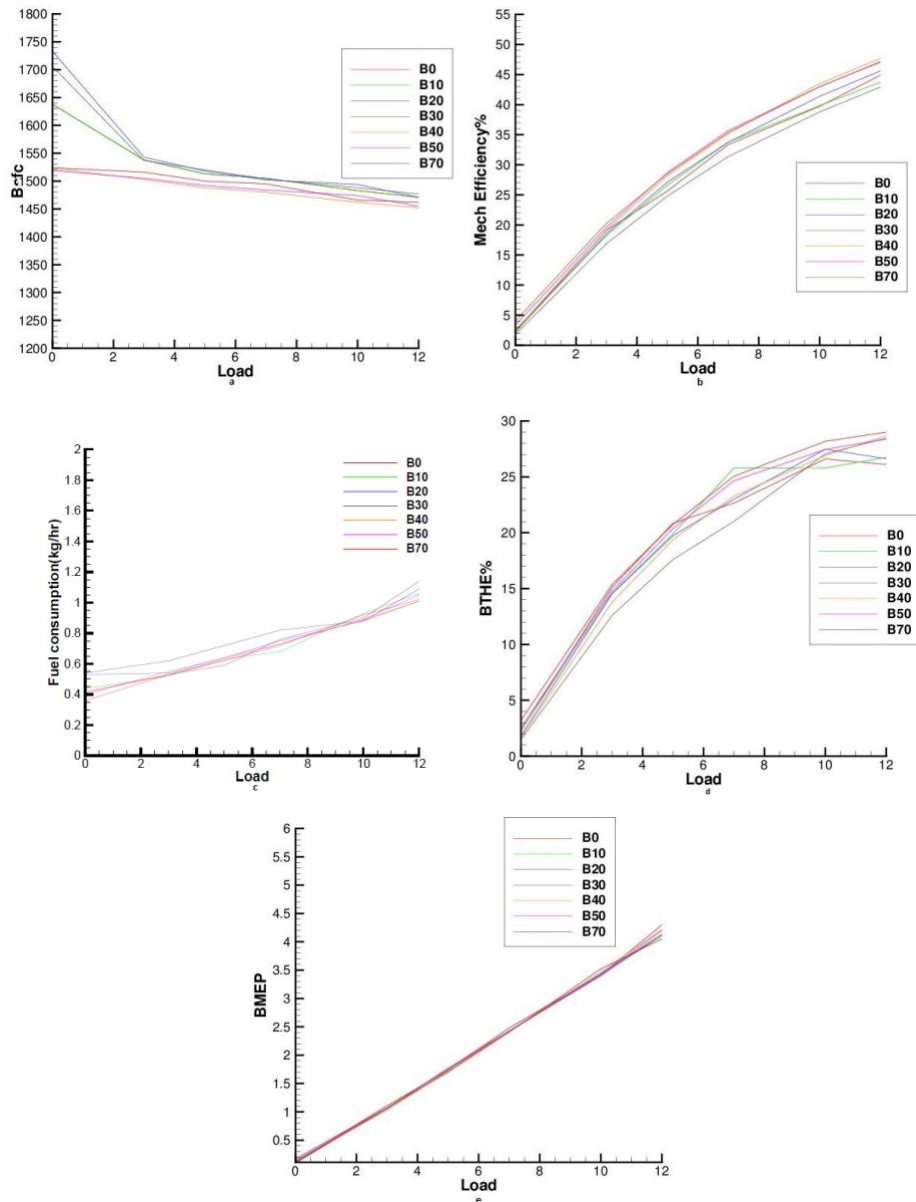 1800
1750
1700
1650
1600
1550
1500
1450
1400
1350
1300
1250
1200
Bsfc
0 2 4 6 8 10 12
Load
a
B0
B10
B20
B30
B40
B50
B70
55
50
45
40
35
30
25
20
15
10
5
0
Mech Efficiency%
0 2 4 6 8 10 12
Load
b
B0
B10
B20
B30
B40
B50
B70
2
1.8
1.6
1.4
1.2
1
0.8
0.6
0.4
0.2
0
Fuel consumption(kg/hr)
0 2 4 6 8 10 12
Load
c
B0
B10
B20
B30
B40
B50
B70
30
25
20
15
10
5
0
BTHE%
0 2 4 6 8 10 12
Load
d
B0
B10
B20
B30
B40
B50
B70
6
5.5
5
4.5
4
3.5
3
2.5
2
1.5
1
0.5
BMEP
0 2 4 6 8 10 12
Load
e
B0
B10
B20
B30
B40
B50
B70